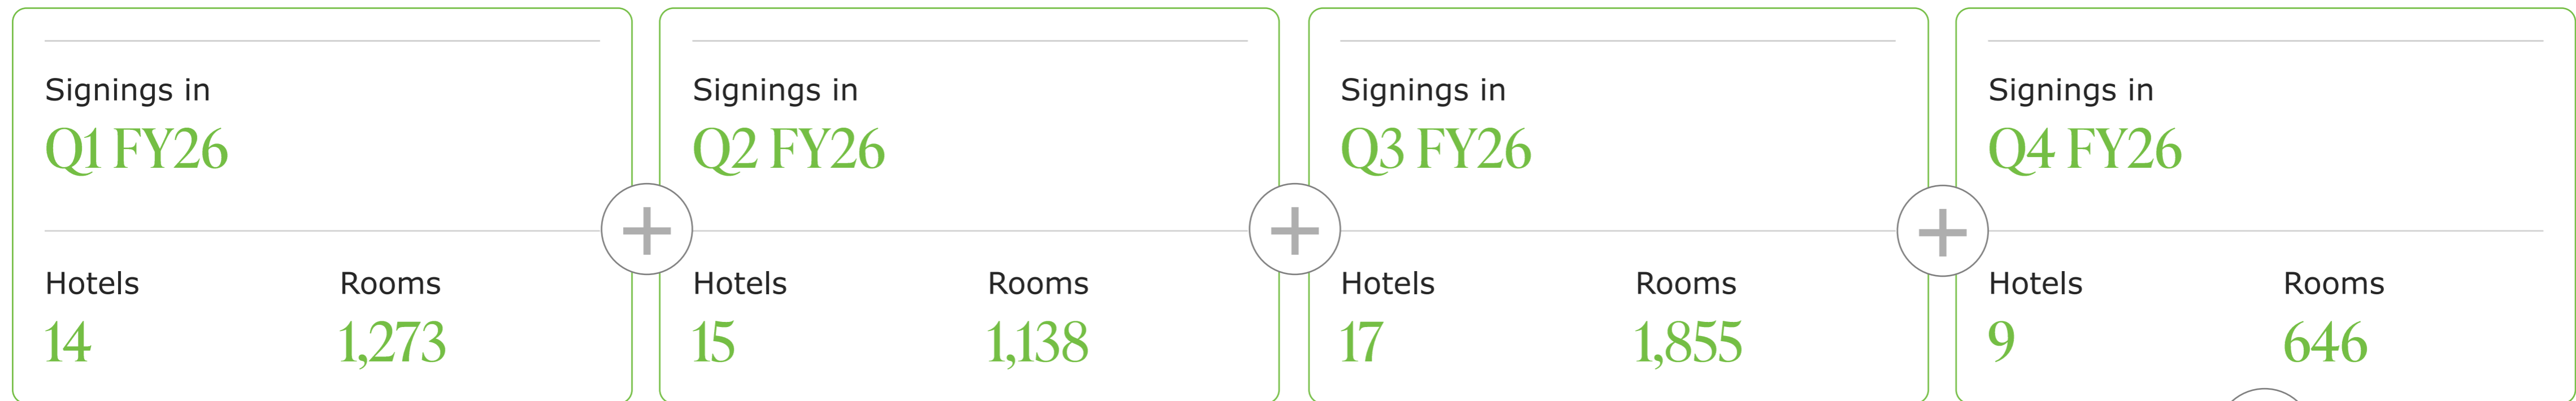 Signings in
Q1 FY26
Hotels
Rooms
14
1,273
Signings in
Q2 FY26
Hotels
Rooms
15
1,138
Signings in
Q3 FY26
Hotels
Rooms
17
1,855
Signings in
Q4 FY26
Hotels
Rooms
9
646